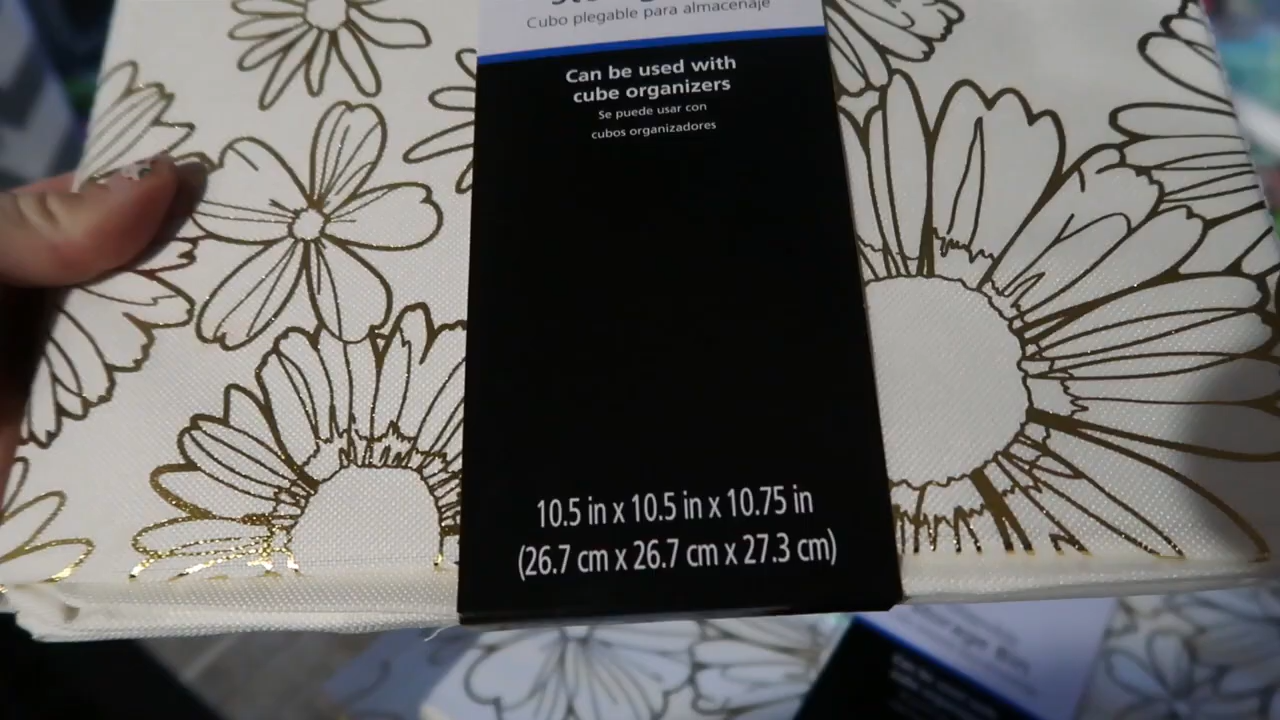 Cubo plegable para almacenaje
Can be used with
cube organizers
Se puede usar con
cubos organizadores
10.5 in x 10.5 in x 10.75 in
(26.7 cm x 26.7 cm x 27.3 cm)